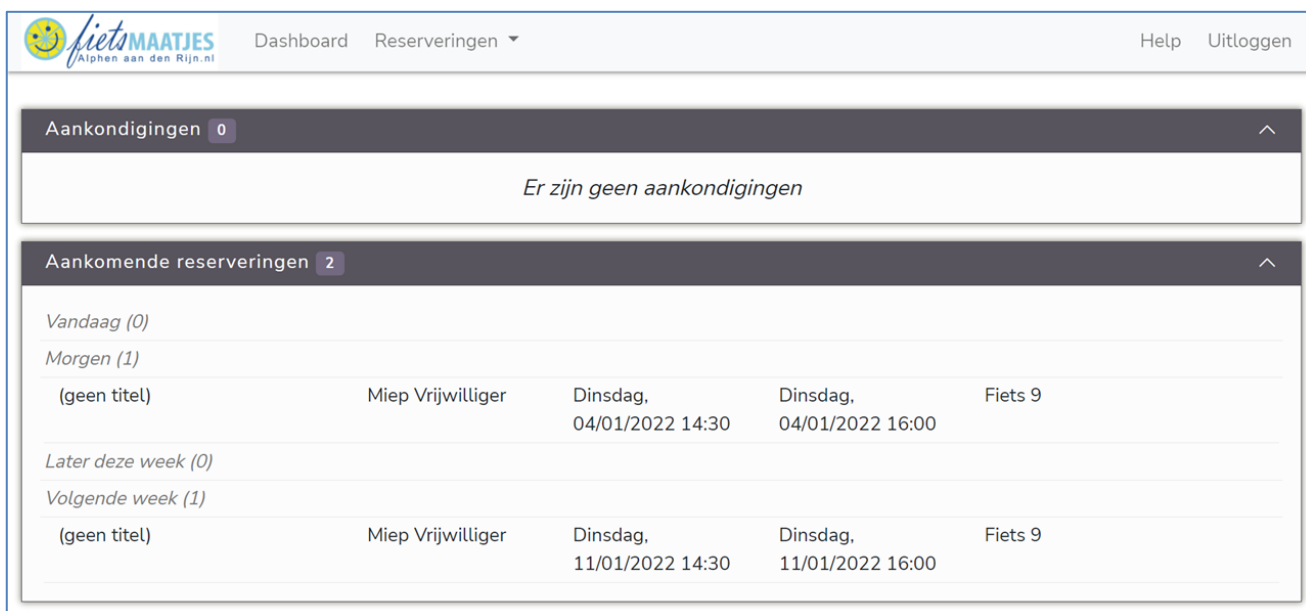 fietsMAATJES
Alphen aan den Rijn.nl
Dashboard Reserveringen Help Uitloggen
Aankondigingen 0
Er zijn geen aankondigingen
Aankomende reserveringen 2
Vandaag (0)
Morgen (1)
(geen titel) Miep Vrijwilliger Dinsdag, Dinsdag, Fiets 9
04/01/2022 14:30 04/01/2022 16:00
Later deze week (0)
Volgende week (1)
(geen titel) Miep Vrijwilliger Dinsdag, Dinsdag, Fiets 9
11/01/2022 14:30 11/01/2022 16:00